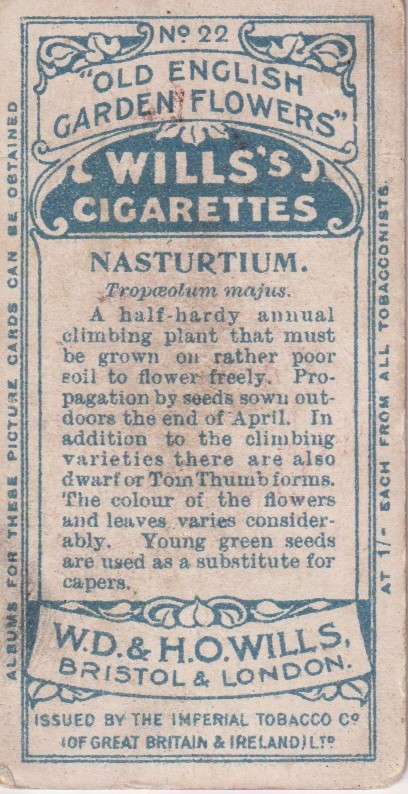 No 22
"OLD ENGLISH
GARDEN FLOWERS"
WILLS'S
CIGARETTES
NASTURTIUM.
Tropæolum majus.
A half-hardy annual
climbing plant that must
be grown on rather poor
soil to flower freely. Pro-
pagation by seeds sown out-
doors the end of April. In
addition to the climbing
varieties there are also
dwarf or Tom Thumb forms.
The colour of the flowers
and leaves varies consider-
ably. Young green seeds
are used as a substitute for
capers.
W.D. & H.O. WILLS,
BRISTOL & LONDON.
ISSUED BY THE IMPERIAL TOBACCO Co
(OF GREAT BRITAIN & IRELAND) LTD
ALBUMS FOR THESE PICTURE CARDS CAN BE OBTAINED
AT 1/- EACH FROM ALL TOBACCONISTS.